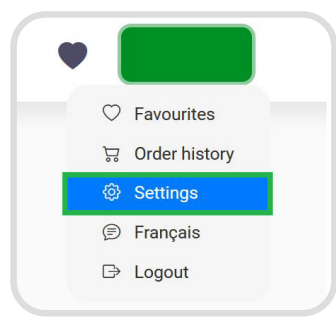 Favourites
Order history
Settings
Français
Logout